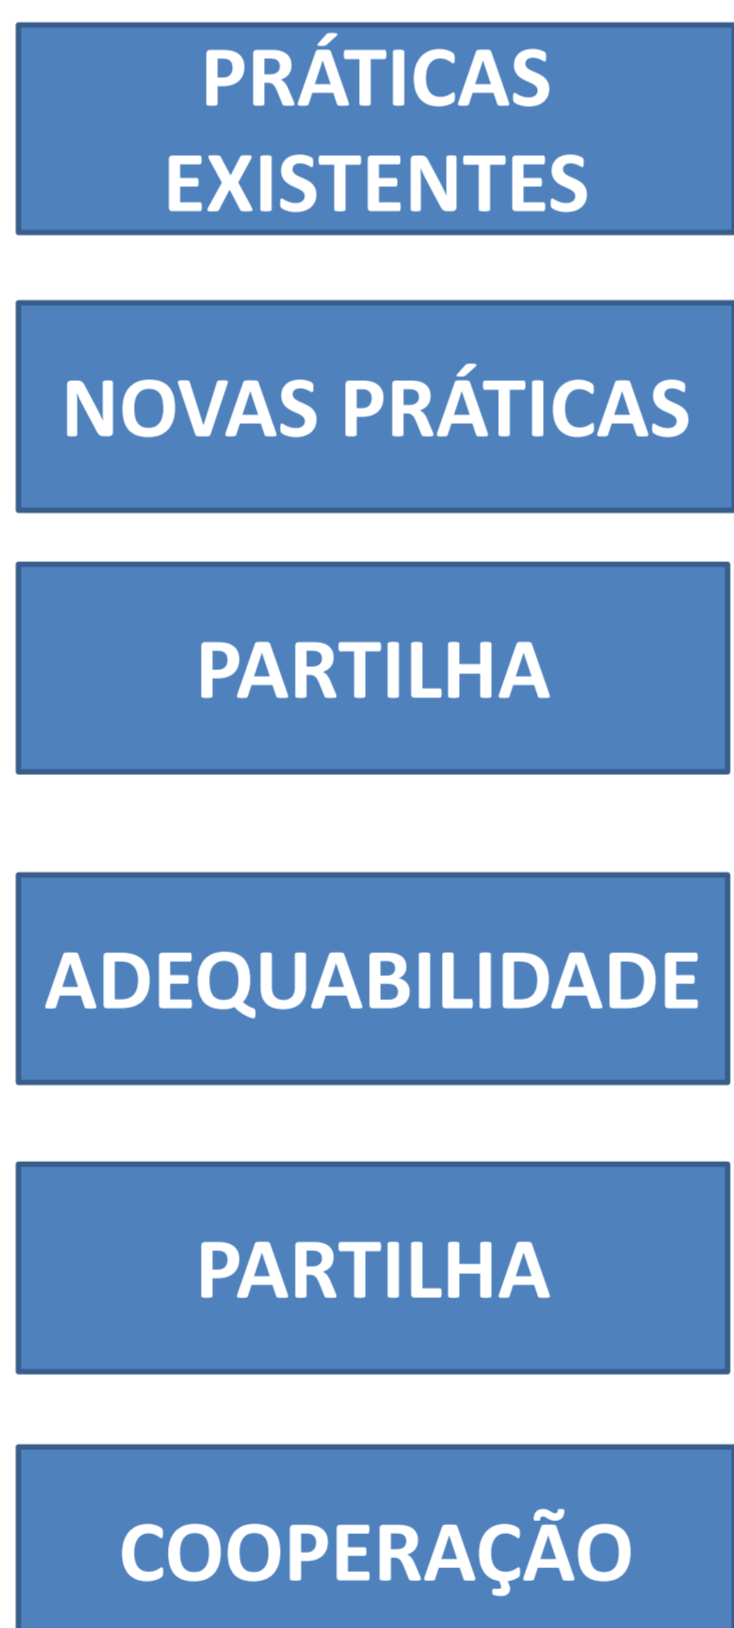 PRÁTICAS
EXISTENTES
NOVAS PRÁTICAS
PARTILHA
ADEQUABILIDADE
PARTILHA
COOPERAÇÃO